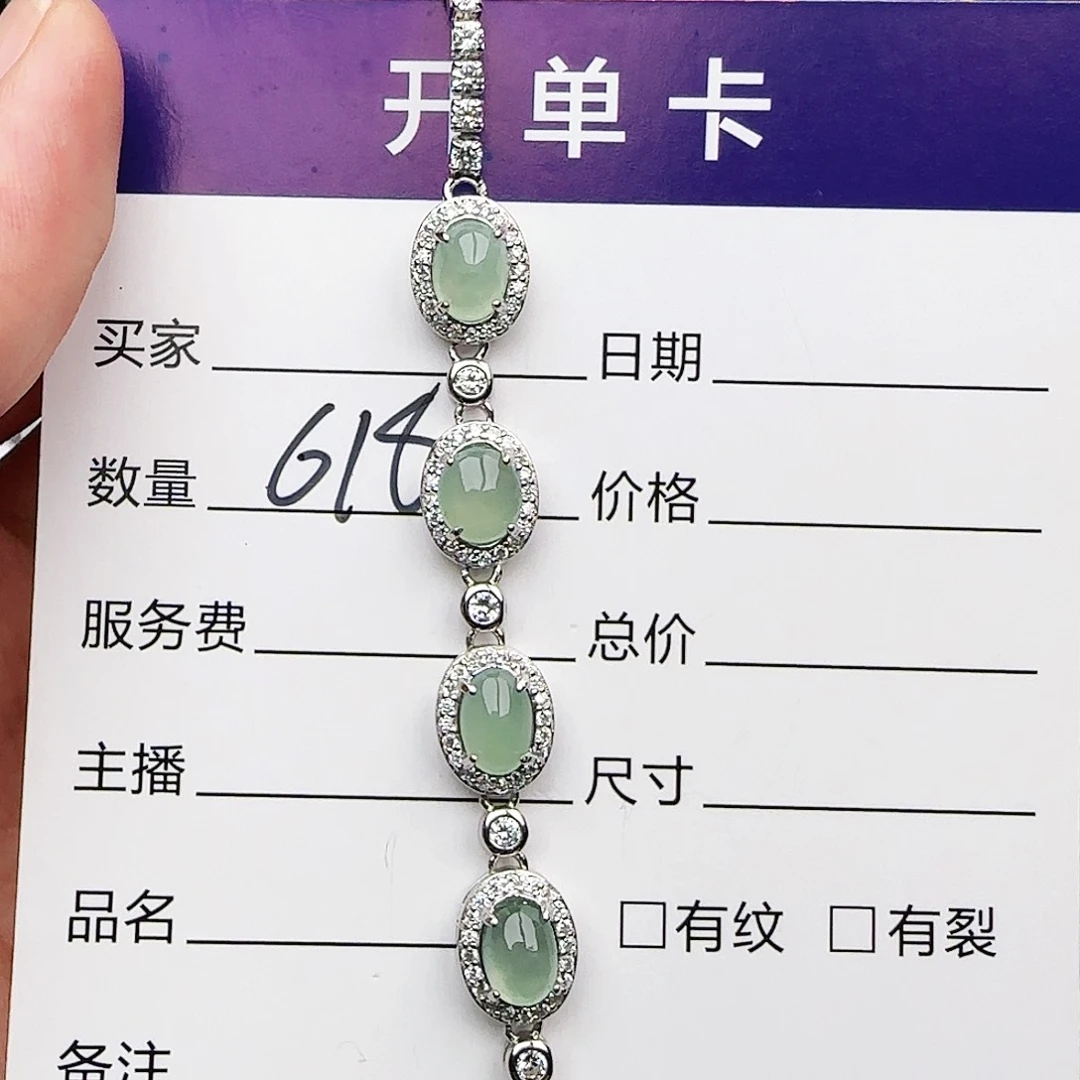 开单卡
买家 日期
数量 618 价格
服务费 总价
主播 尺寸
品名 □有纹 □有裂
备注